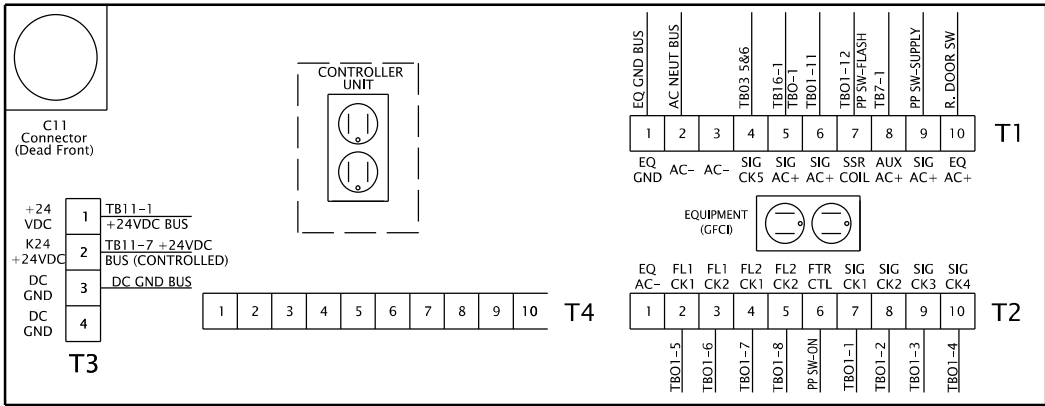 C11
Connector
(Dead Front)
CONTROLLER
UNIT
EQ GND BUS
AC NEUT BUS
TB03 5&6
TB16-1
TBO-1
TB01-11
TBO1-12
PP SW-FLASH
TB7-1
PP SW-SUPPLY
R. DOOR SW
1 2 3 4 5 6 7 8 9 10
T1
EQ
GND
AC-
AC-
SIG
CK5
SIG
AC+
SIG
AC+
SSR
COIL
AUX
AC+
SIG
AC+
EQ
AC+
EQUIPMENT
(GFCI)
+24
VDC
1
TB11-1
+24VDC BUS
K24
+24VDC
2
TB11-7 +24VDC
BUS (CONTROLLED)
DC
GND
3
DC GND BUS
DC
GND
4
T3
1 2 3 4 5 6 7 8 9 10
T4
EQ
AC-
FL1
CK1
FL1
CK2
FL2
CK1
FL2
CK2
FTR
CTL
SIG
CK1
SIG
CK2
SIG
CK3
SIG
CK4
1 2 3 4 5 6 7 8 9 10
T2
TBO1-5
TBO1-6
TBO1-7
TBO1-8
PP SW-ON
TBO1-1
TBO1-2
TBO1-3
TBO1-4